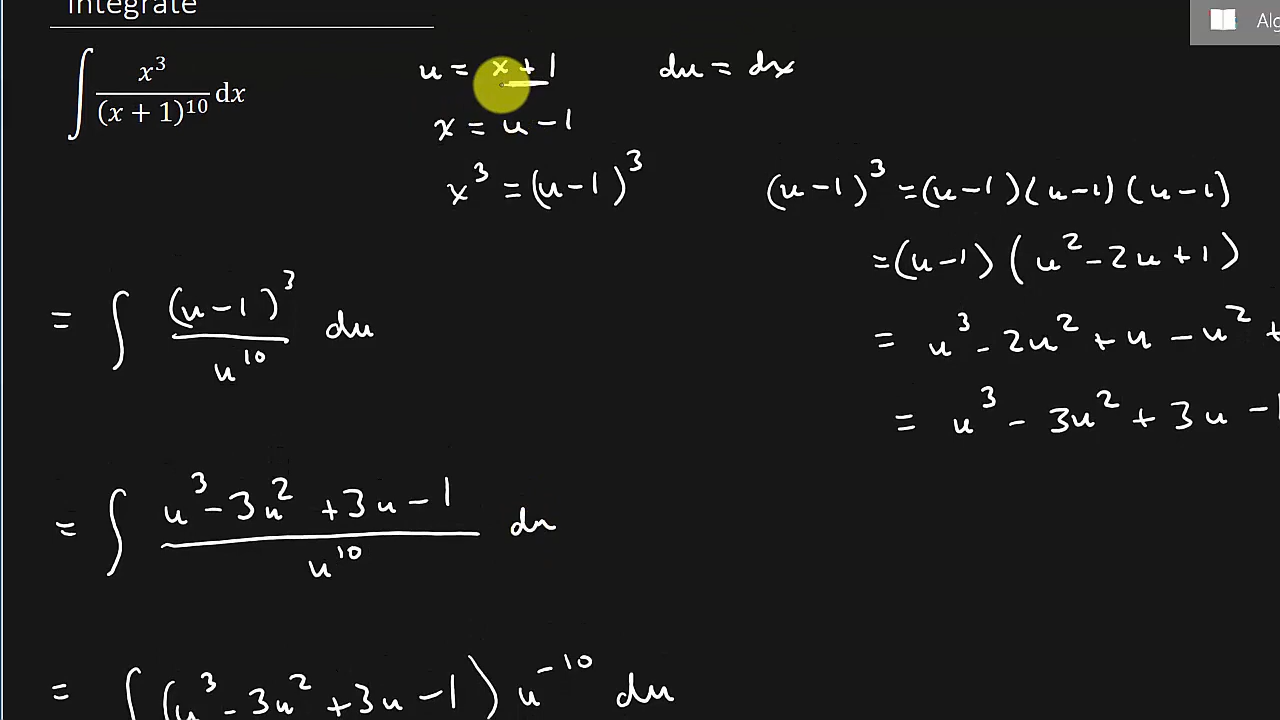 Integrate
Alg
∫ x³/(x + 1)¹⁰ dx
u = x + 1 du = dx
x = u - 1
x³ = (u - 1)³
(u - 1)³ = (u - 1)(u - 1)(u - 1)
= (u - 1)(u² - 2u + 1)
= u³ - 2u² + u - u² +
= u³ - 3u² + 3u - 1
= ∫ (u - 1)³/u¹⁰ du
= ∫ u³ - 3u² + 3u - 1/u¹⁰ du
= ∫ (u³ - 3u² + 3u - 1) u⁻¹⁰ du